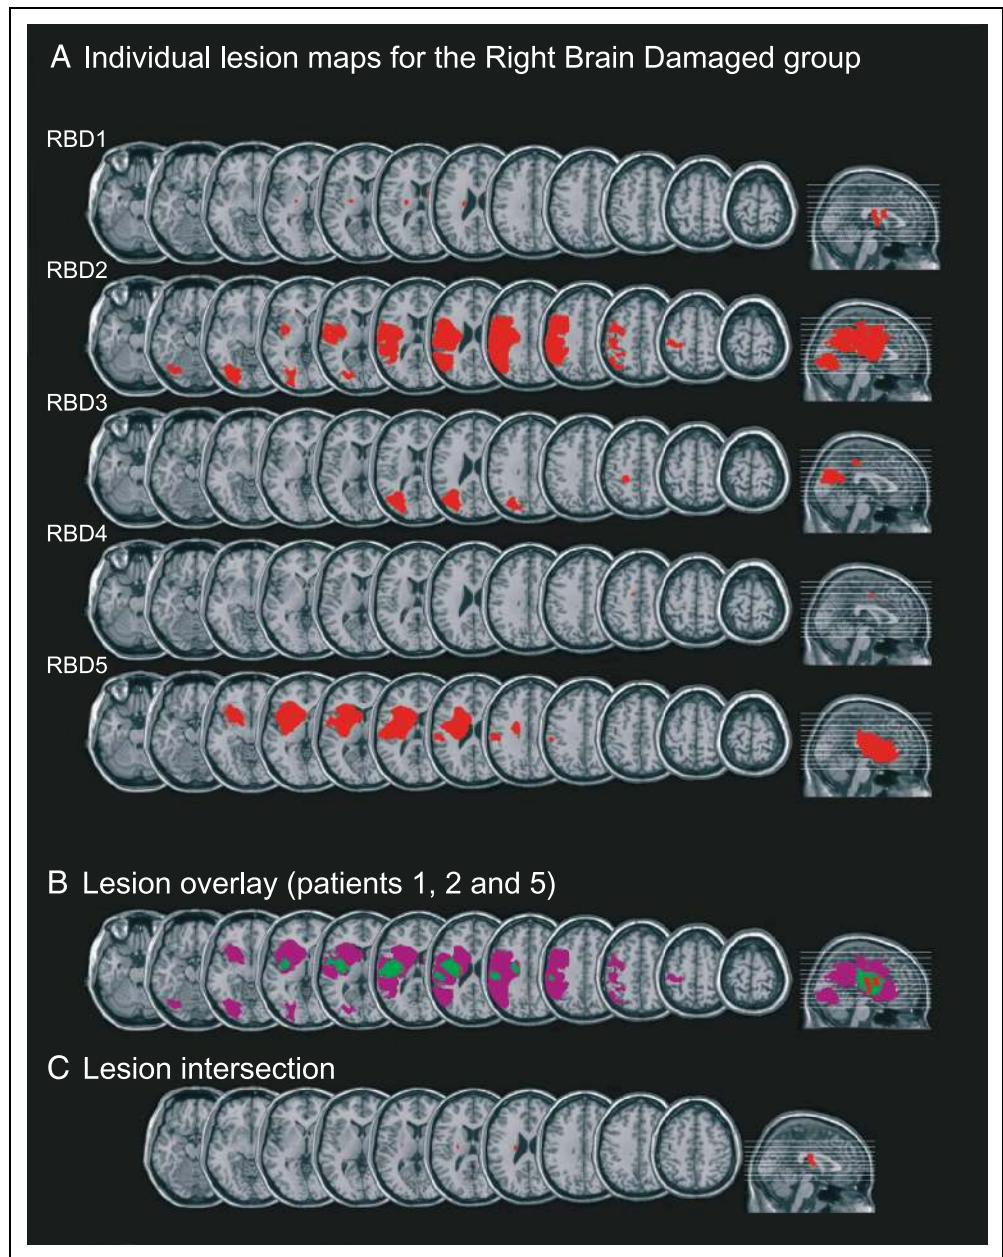 A Individual lesion maps for the Right Brain Damaged group
RBD1
RBD2
RBD3
RBD4
RBD5
B Lesion overlay (patients 1, 2 and 5)
C Lesion intersection